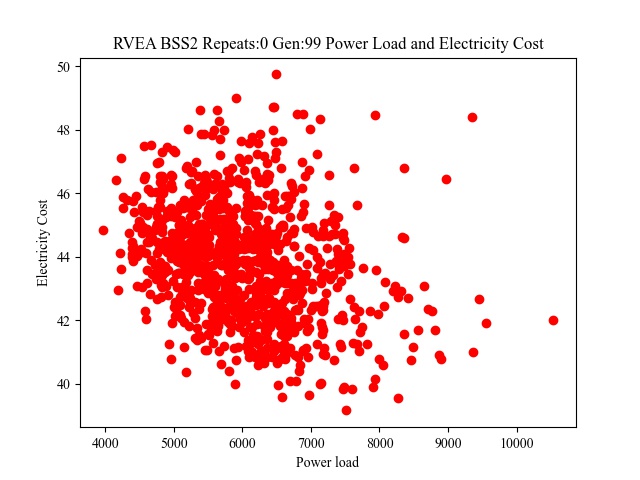 RVEA BSS2 Repeats:0 Gen:99 Power Load and Electricity Cost
50
48
46
44
42
40
Electricity Cost
4000 5000 6000 7000 8000 9000 10000
Power load